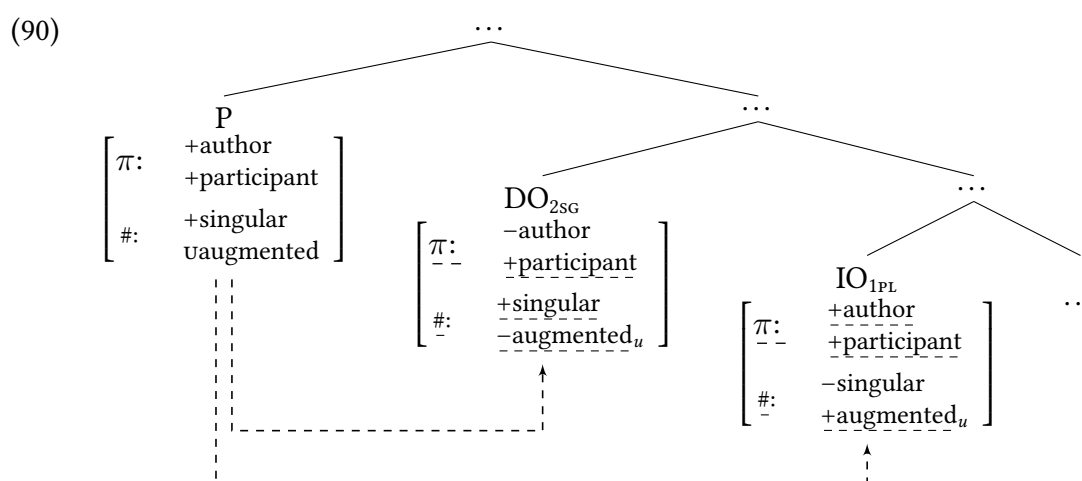 (90)
...
P
π: +author
+participant
#: +singular
uaugmented
...
DO2SG
π: −author
+participant
#: +singular
−augmentedu
...
IO1PL
π: +author
+participant
#: −singular
+augmentedu
..